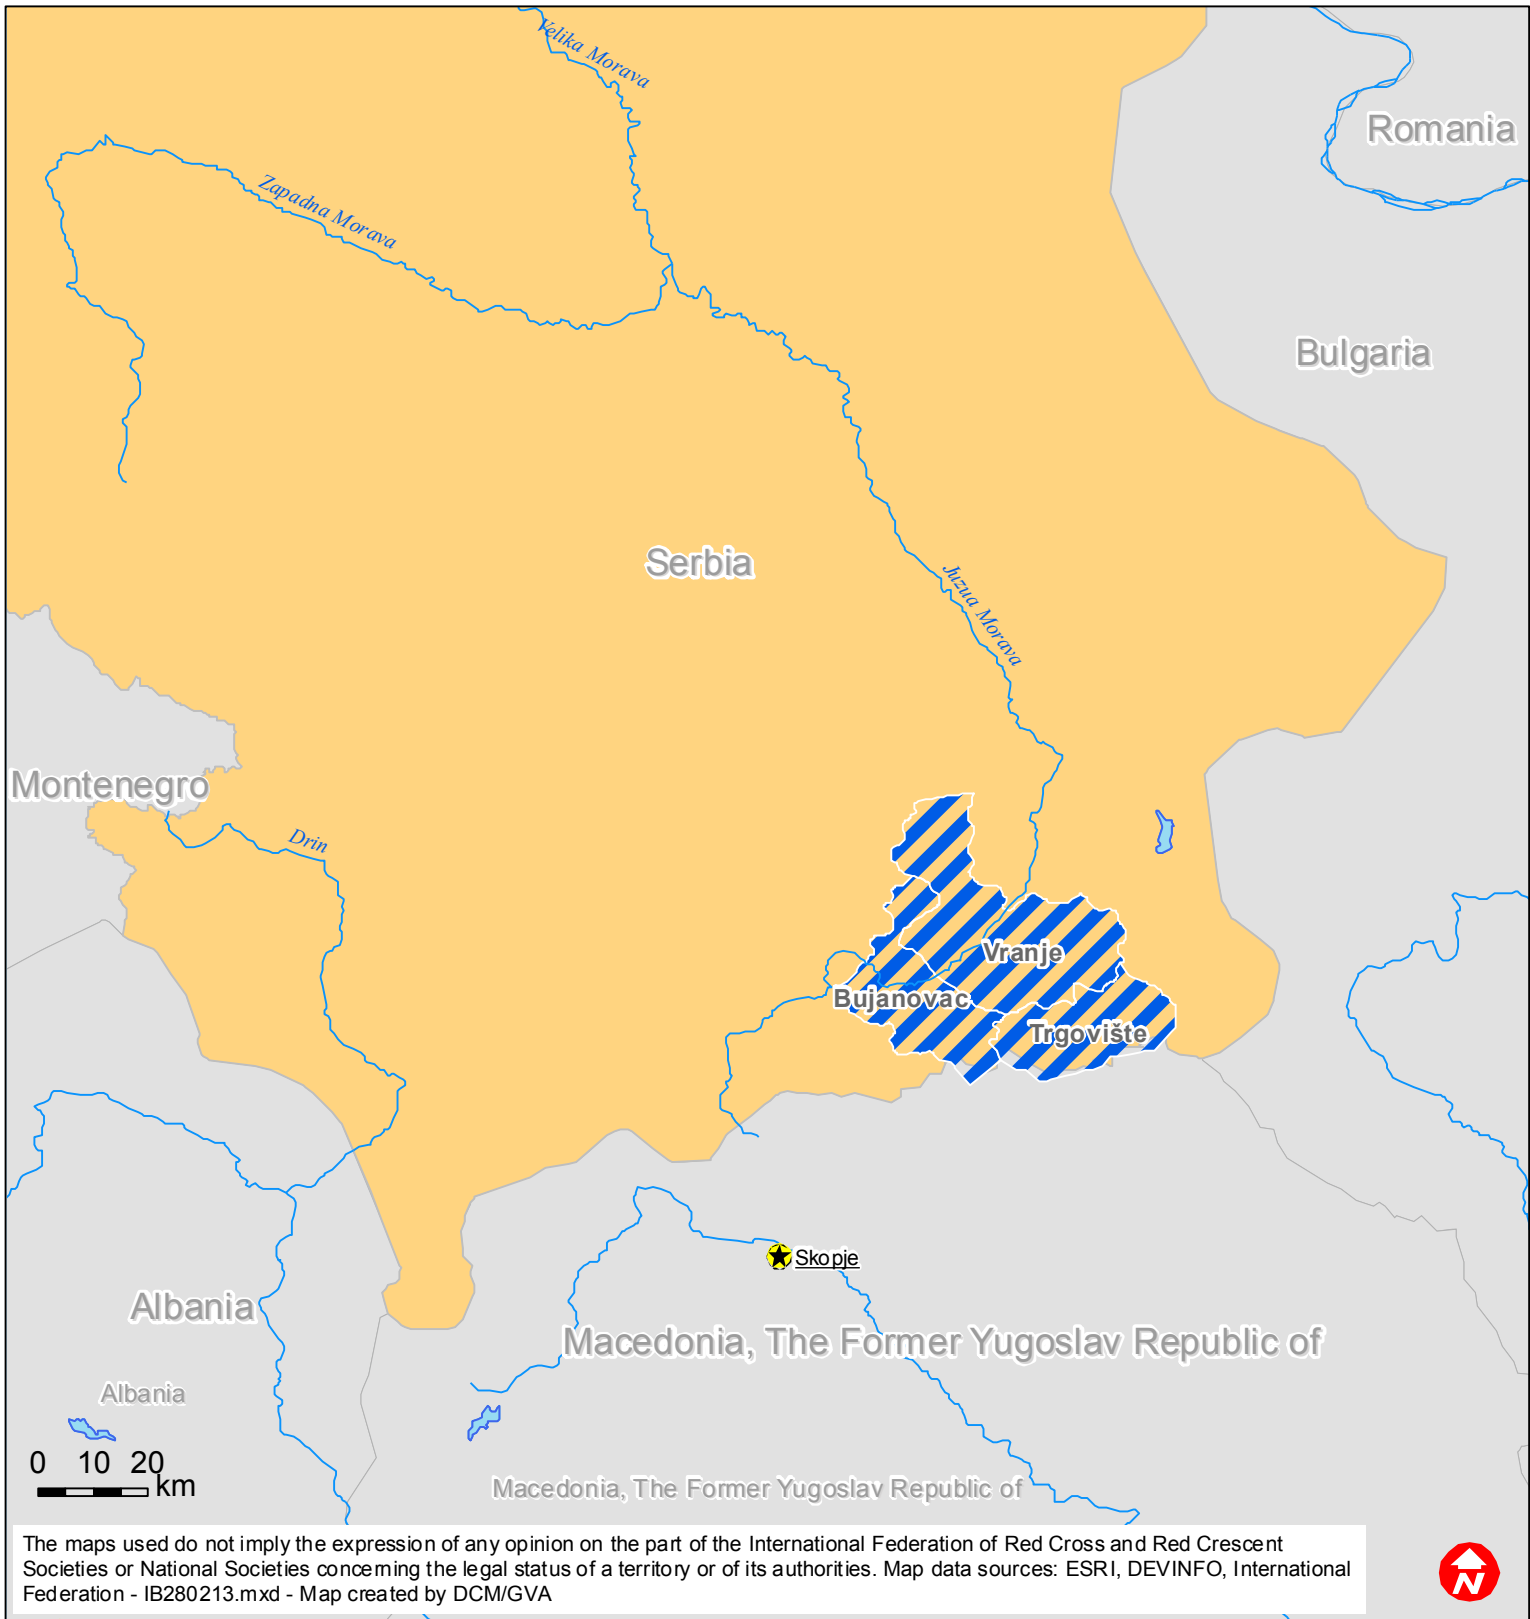 Velika Morava
Romania
Zapadna Morava
Bulgaria
Serbia
Juzua Morava
Montenegro
Drin
Vranje
Bujanovac
Trgovište
Skopje
Albania
Macedonia, The Former Yugoslav Republic of
Albania
0 10 20
km
Macedonia, The Former Yugoslav Republic of
The maps used do not imply the expression of any opinion on the part of the International Federation of Red Cross and Red Crescent
Societies or National Societies concerning the legal status of a territory or of its authorities. Map data sources: ESRI, DEVINFO, International
Federation - IB280213.mxd - Map created by DCM/GVA
N